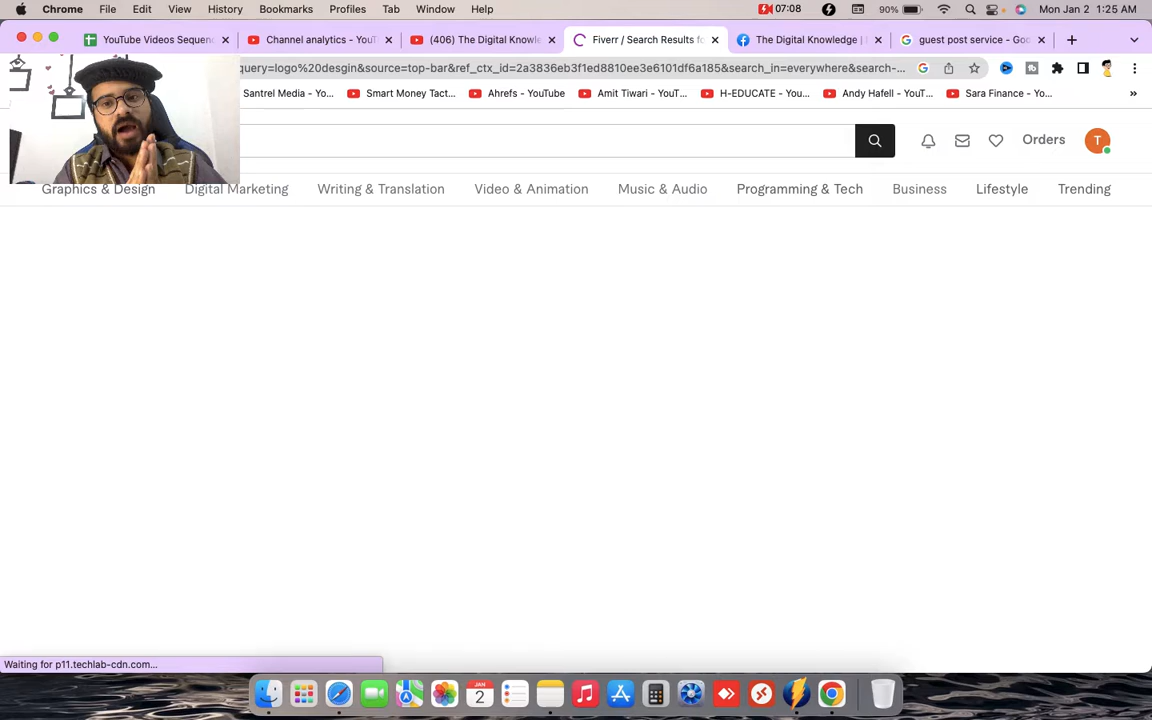 Chrome File Edit View History Bookmarks Profiles Tab Window Help 07:08 90% Mon Jan 2 1:25 AM
YouTube Videos Sequenc Channel analytics - YouT (406) The Digital Knowle Fiverr / Search Results fo The Digital Knowledge | guest post service - Goo
query=logo%20desgin&source=top-bar&ref_ctx_id=2a3836eb3f1ed8810ee3e6101df6a185&search_in=everywhere&search-...
Santrel Media - Yo... Smart Money Tact... Ahrefs - YouTube Amit Tiwari - YouT... H-EDUCATE - You... Andy Hafell - YouT... Sara Finance - Yo... »
Orders T
Graphics & Design Digital Marketing Writing & Translation Video & Animation Music & Audio Programming & Tech Business Lifestyle Trending
Waiting for p11.techlab-cdn.com...
JAN
2